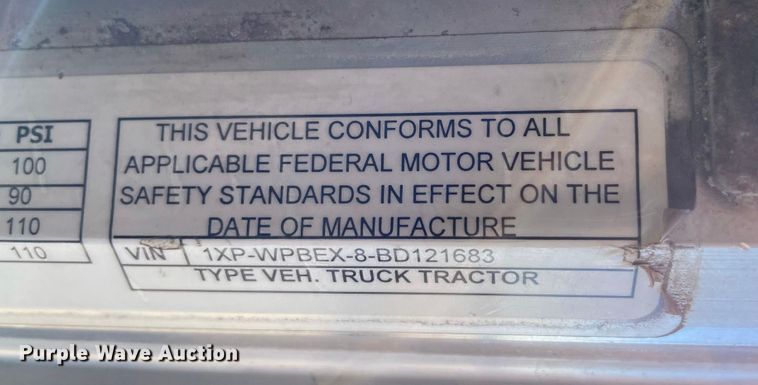 PSI
100
90
110
110
THIS VEHICLE CONFORMS TO ALL
APPLICABLE FEDERAL MOTOR VEHICLE
SAFETY STANDARDS IN EFFECT ON THE
DATE OF MANUFACTURE
VIN 1XP-WPBEX-8-BD121683
TYPE VEH. TRUCK TRACTOR
Purple Wave Auction